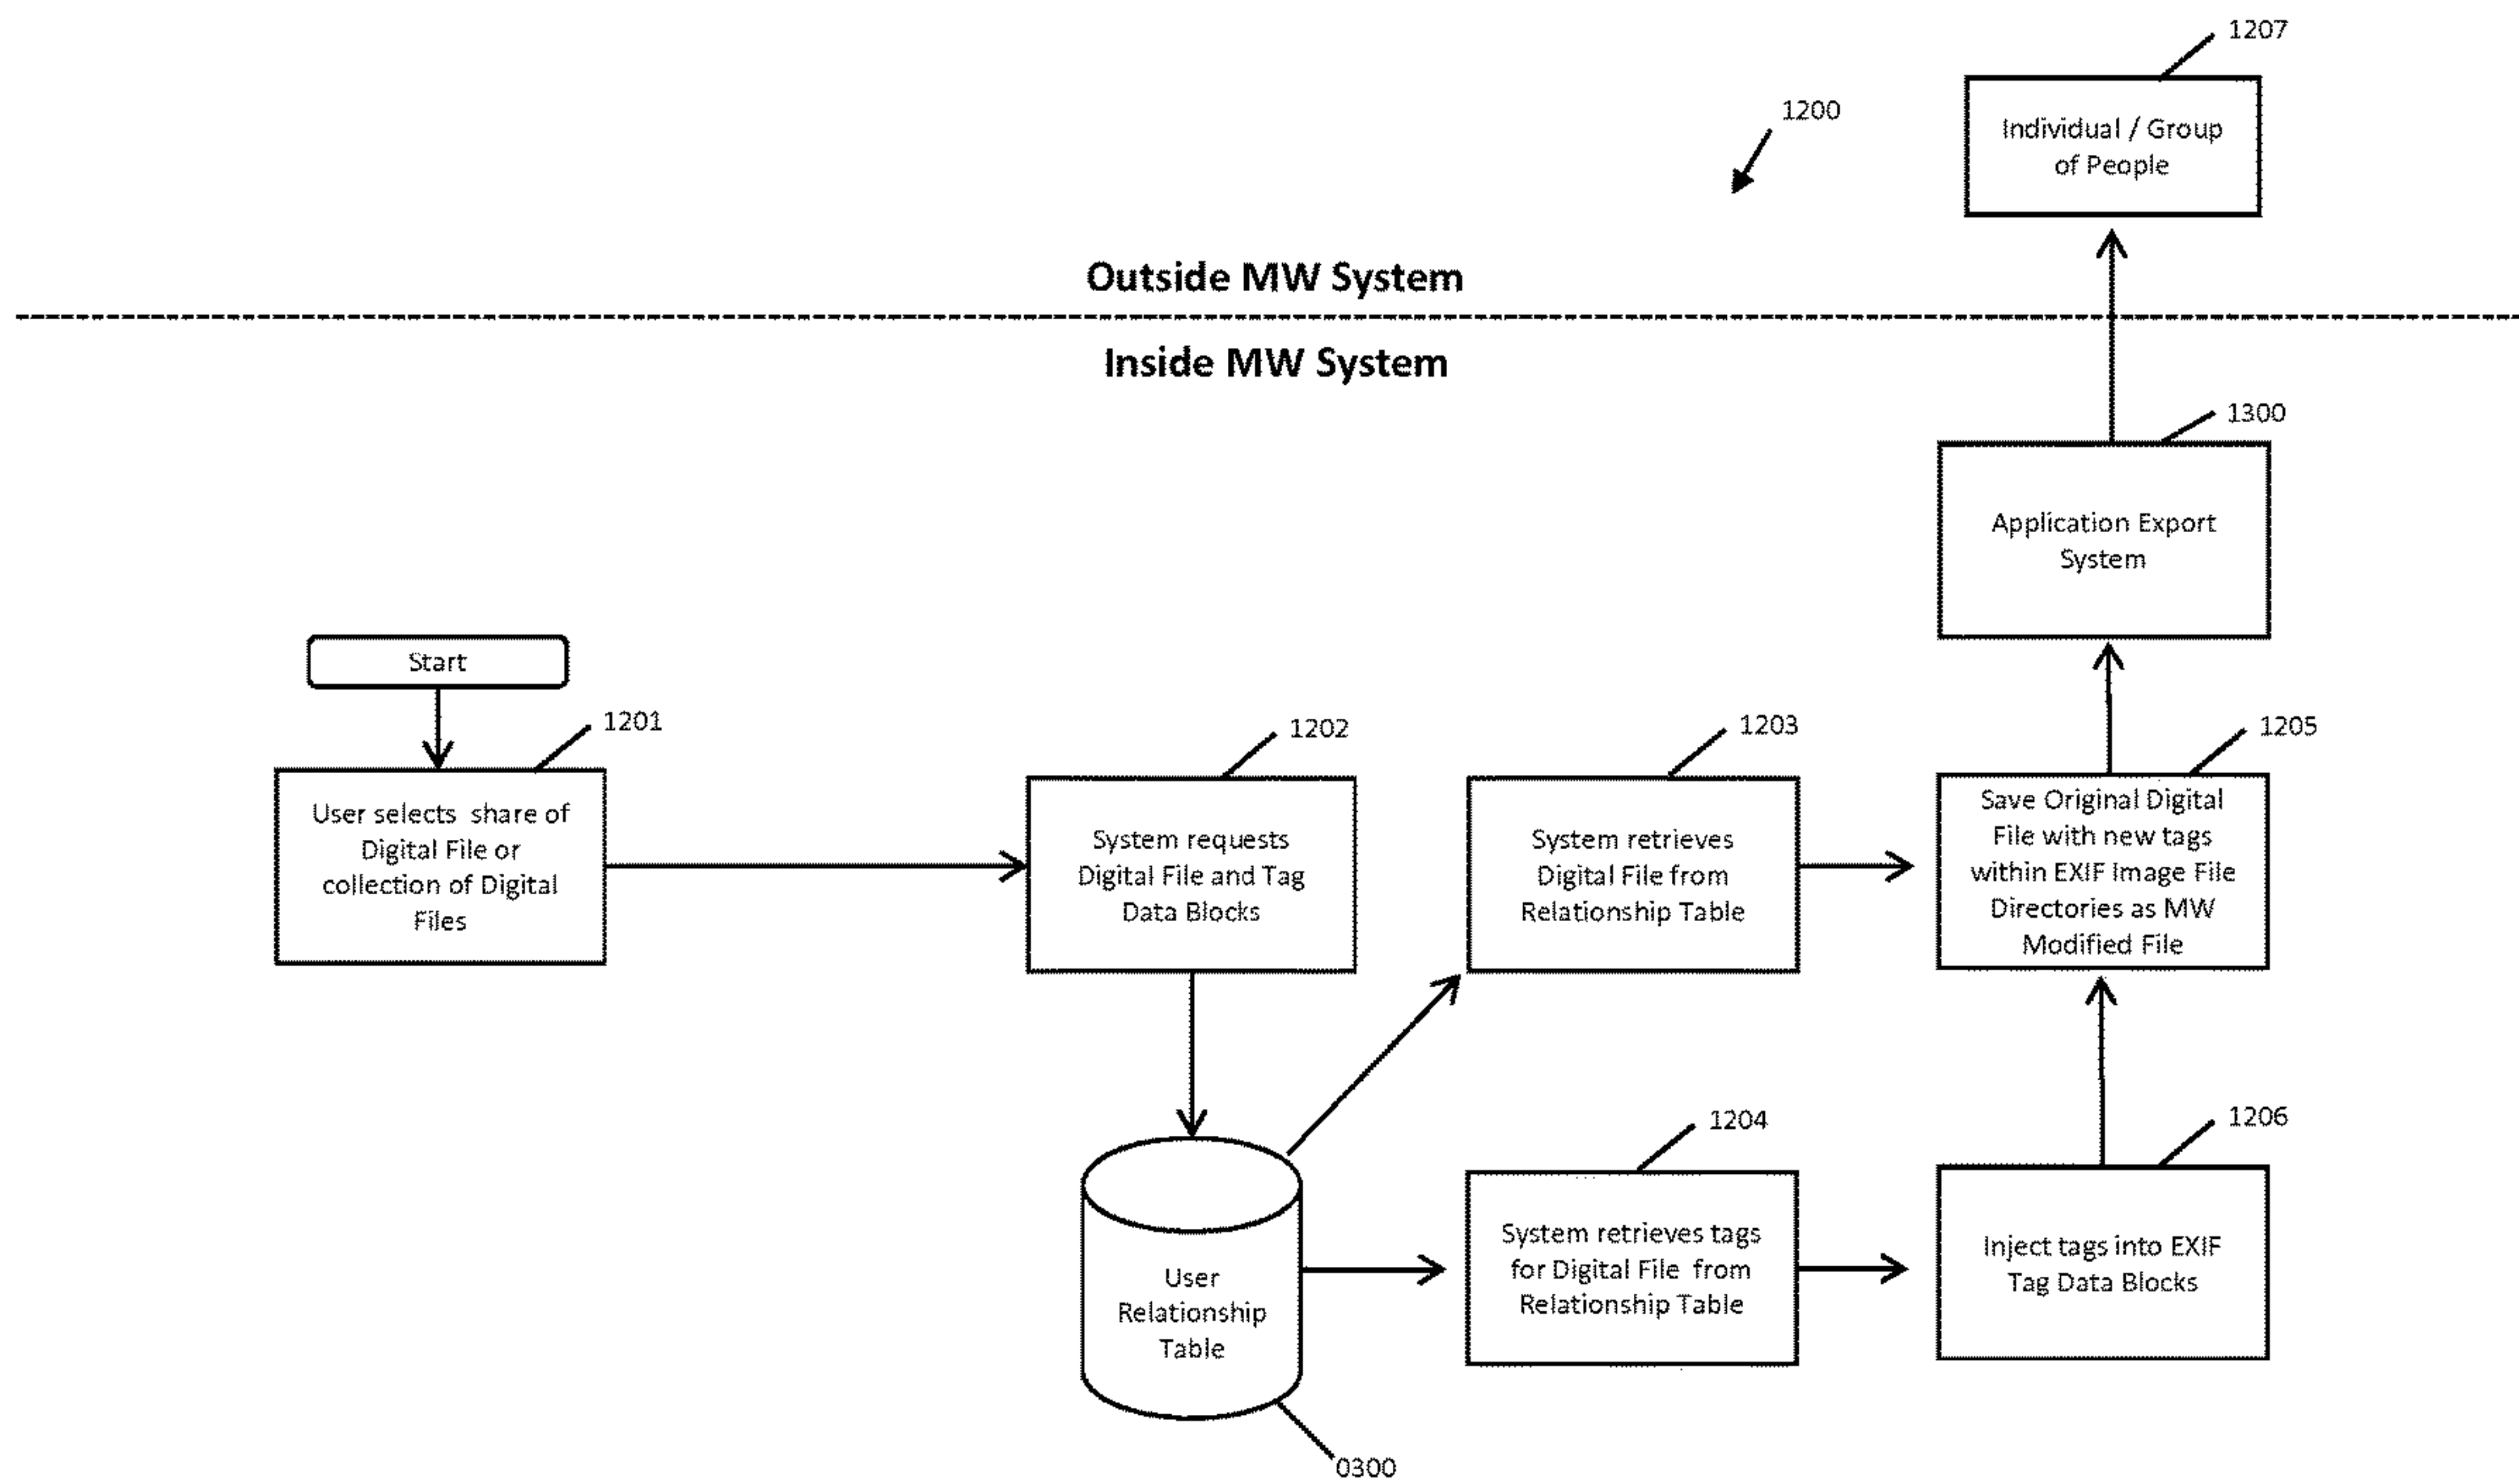 1207
Individual / Group
of People
1200
Outside MW System
Inside MW System
1300
Application Export
System
Start
1201
User selects share of
Digital File or
collection of Digital
Files
1202
System requests
Digital File and Tag
Data Blocks
1203
System retrieves
Digital File from
Relationship Table
1205
Save Original Digital
File with new tags
within EXIF Image File
Directories as MW
Modified File
User
Relationship
Table
0300
1204
System retrieves tags
for Digital File from
Relationship Table
1206
Inject tags into EXIF
Tag Data Blocks